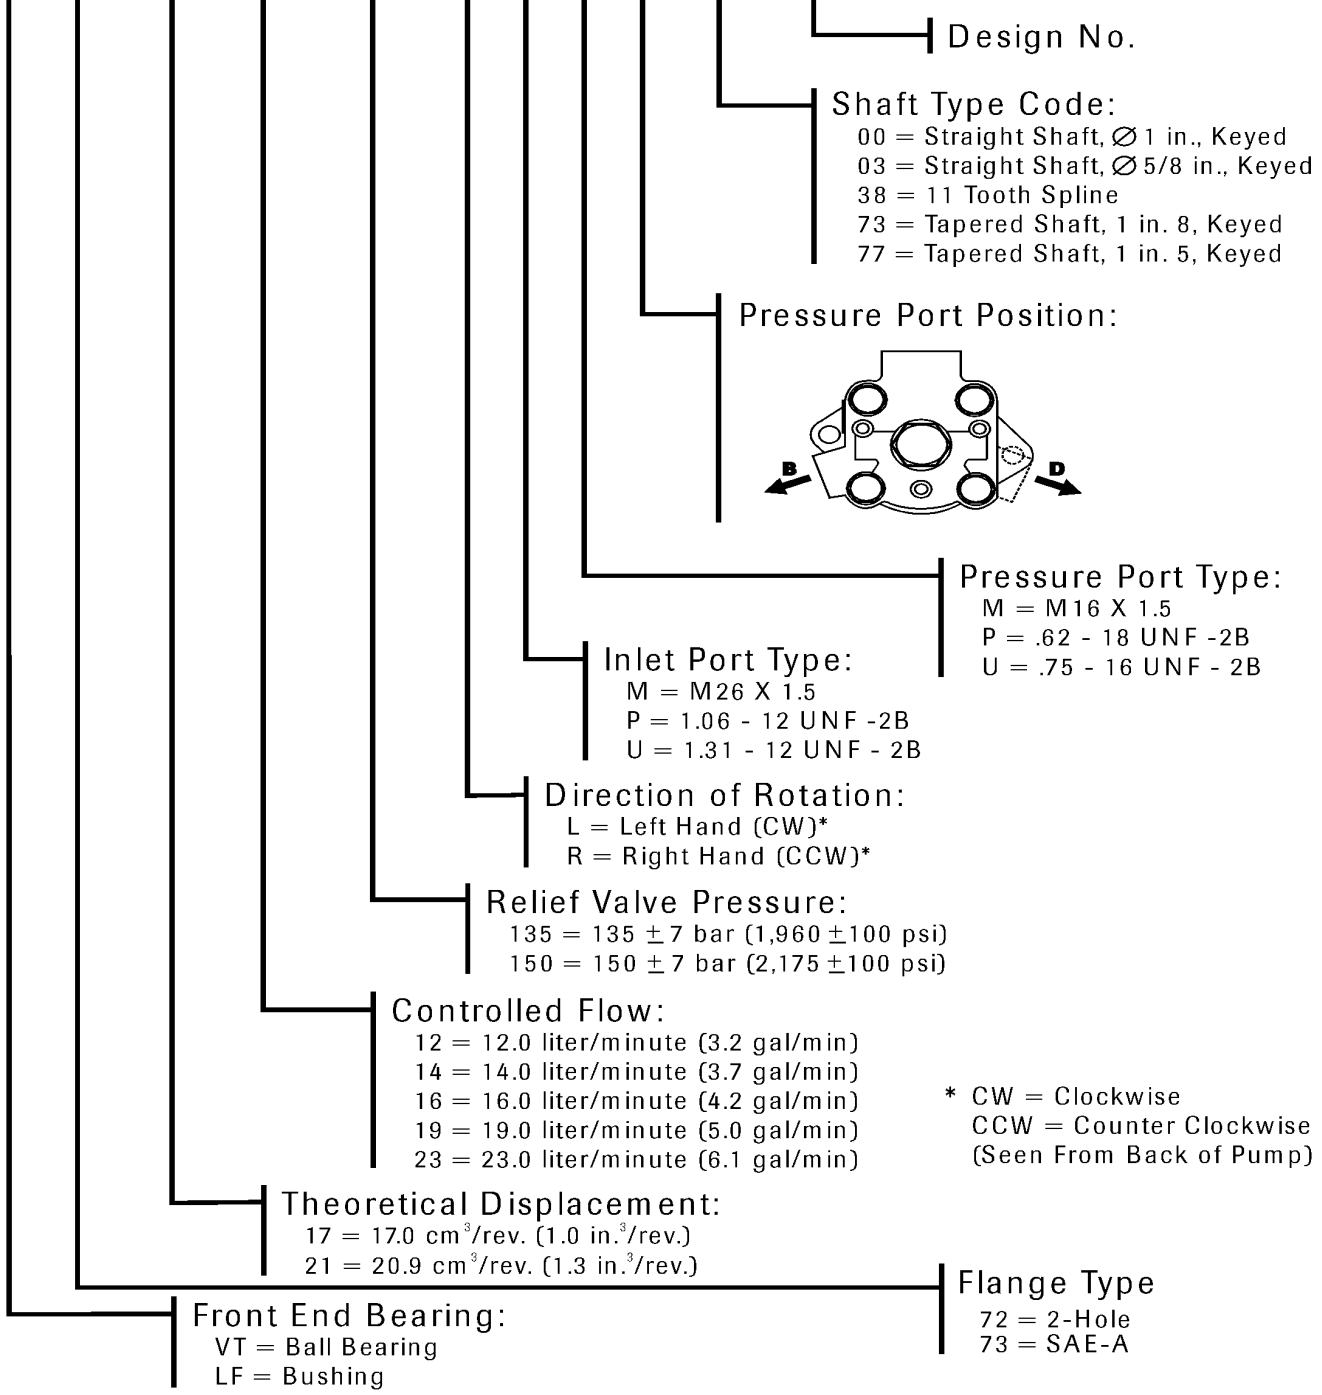 Design No.
Shaft Type Code:
00 = Straight Shaft, Ø 1 in., Keyed
03 = Straight Shaft, Ø 5/8 in., Keyed
38 = 11 Tooth Spline
73 = Tapered Shaft, 1 in. 8, Keyed
77 = Tapered Shaft, 1 in. 5, Keyed
Pressure Port Position:
B
D
Pressure Port Type:
M = M16 X 1.5
P = .62 - 18 UNF -2B
U = .75 - 16 UNF - 2B
Inlet Port Type:
M = M26 X 1.5
P = 1.06 - 12 UNF -2B
U = 1.31 - 12 UNF - 2B
Direction of Rotation:
L = Left Hand (CW)*
R = Right Hand (CCW)*
Relief Valve Pressure:
135 = 135 ± 7 bar (1,960 ±100 psi)
150 = 150 ± 7 bar (2,175 ±100 psi)
Controlled Flow:
12 = 12.0 liter/minute (3.2 gal/min)
14 = 14.0 liter/minute (3.7 gal/min)
16 = 16.0 liter/minute (4.2 gal/min)
19 = 19.0 liter/minute (5.0 gal/min)
23 = 23.0 liter/minute (6.1 gal/min)
* CW = Clockwise
CCW = Counter Clockwise
(Seen From Back of Pump)
Theoretical Displacement:
17 = 17.0 cm³/rev. (1.0 in.³/rev.)
21 = 20.9 cm³/rev. (1.3 in.³/rev.)
Flange Type
72 = 2-Hole
73 = SAE-A
Front End Bearing:
VT = Ball Bearing
LF = Bushing